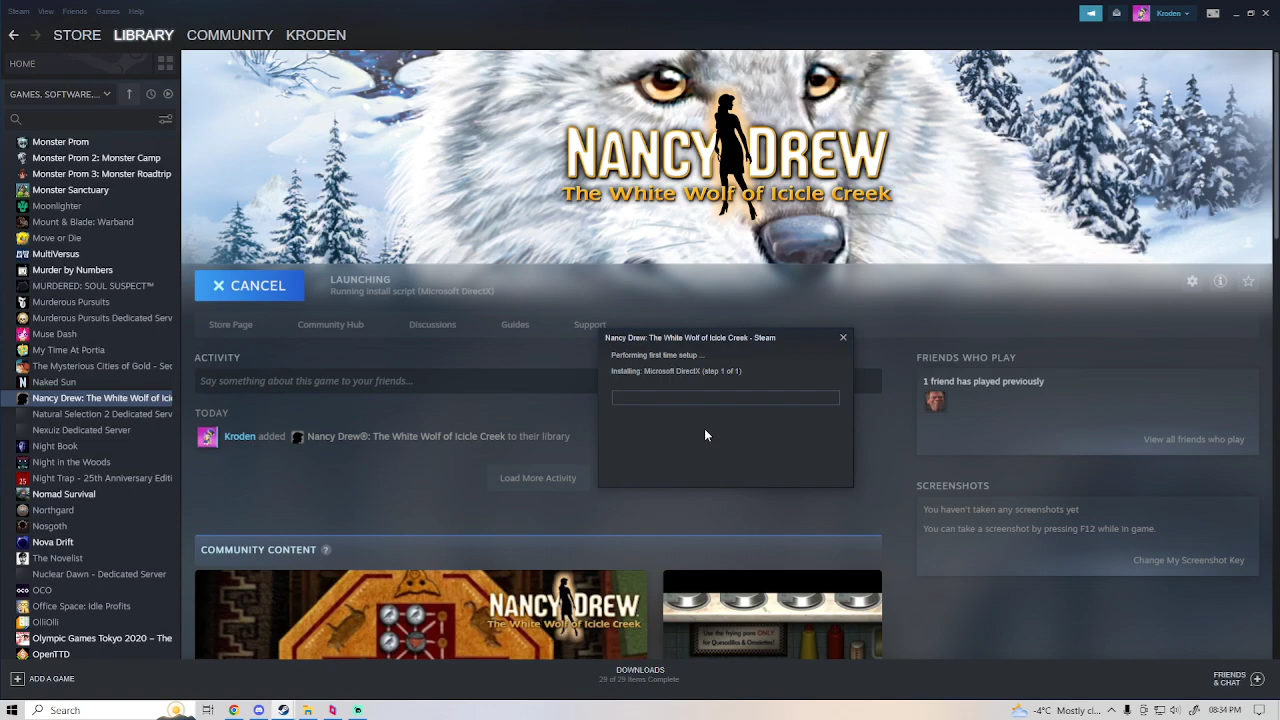 Steam View Friends Games Help
Kroden
STORE LIBRARY COMMUNITY KRODEN
HOME
GAMES, SOFTWARE...
Monster Prom
Monster Prom 2: Monster Camp
Monster Prom 3: Monster Roadtrip
Monster Sanctuary
Moonlighter
Mount & Blade: Warband
Move or Die
MultiVersus
Murder by Numbers
MURDERED: SOUL SUSPECT™
Murderous Pursuits
Murderous Pursuits Dedicated Serve
Muse Dash
My Time At Portia
The Mysterious Cities of Gold - Sec
Naked Sun
Nancy Drew: The White Wolf of Ici
Natural Selection 2 Dedicated Serv
Nexuiz Dedicated Server
Night Book
Night in the Woods
Night Trap - 25th Anniversary Editi
Nomad Survival
Northgard
Nosgoth
Nova Drift
The Novelist
Nuclear Dawn - Dedicated Server
OCO
Office Space: Idle Profits
Olympic Games Tokyo 2020 – The
OpenTTD
NANCY DREW
The White Wolf of Icicle Creek
CANCEL
LAUNCHING
Running install script (Microsoft DirectX)
Store Page Community Hub Discussions Guides Support
Nancy Drew: The White Wolf of Icicle Creek - Steam
Performing first time setup ...
Installing: Microsoft DirectX (step 1 of 1)
ACTIVITY
Say something about this game to your friends...
TODAY
Kroden added Nancy Drew®: The White Wolf of Icicle Creek to their library
Load More Activity
COMMUNITY CONTENT ?
NANCY DREW
The White Wolf of Icicle Creek
Use the frying pans ONLY
for Quesadillas & Omelettes!
FRIENDS WHO PLAY
1 friend has played previously
View all friends who play
SCREENSHOTS
You haven't taken any screenshots yet
You can take a screenshot by pressing F12 while in game.
Change My Screenshot Key
ADD A GAME
DOWNLOADS
29 of 29 Items Complete
FRIENDS
& CHAT
Search
-4°C Mostly cloudy
08:34 PM